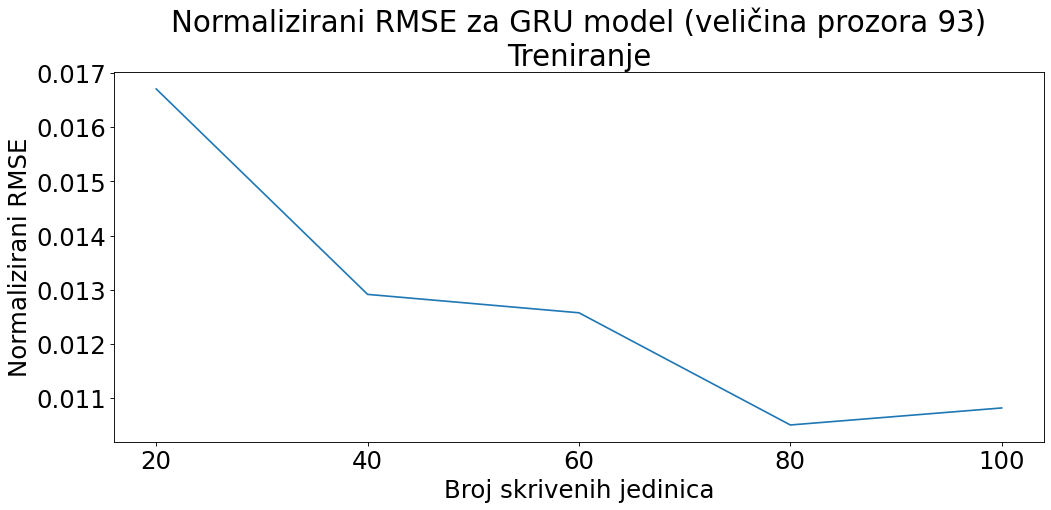 Normalizirani RMSE za GRU model (veličina prozora 93)
Treniranje
Normalizirani RMSE
0.017
0.016
0.015
0.014
0.013
0.012
0.011
20 40 60 80 100
Broj skrivenih jedinica